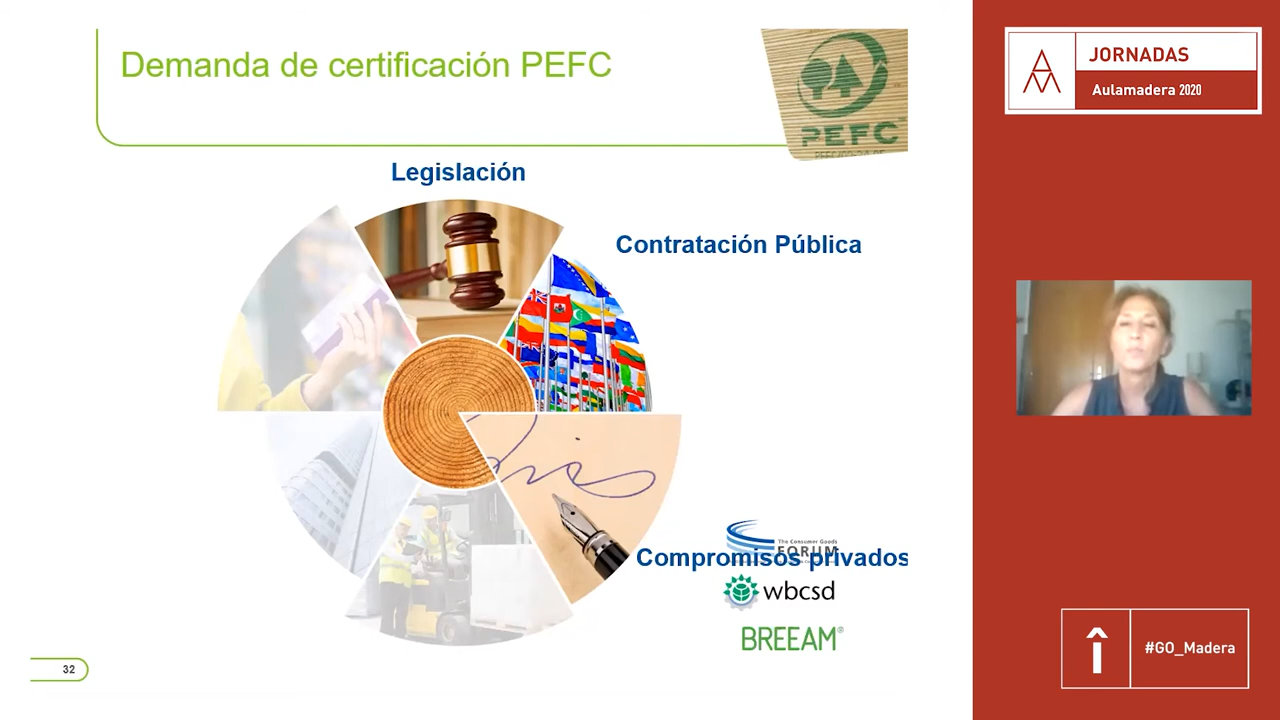 Demanda de certificación PEFC
PEFC
Legislación
Contratación Pública
The Consumer Goods
FORUM
Compromisos privados
wbcsd
BREEAM®
32
JORNADAS
Aulamadera 2020
#GO_Madera